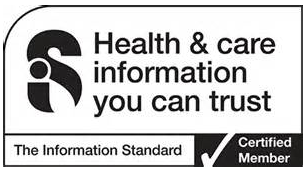 Health & care
information
you can trust
The Information Standard
Certified
Member